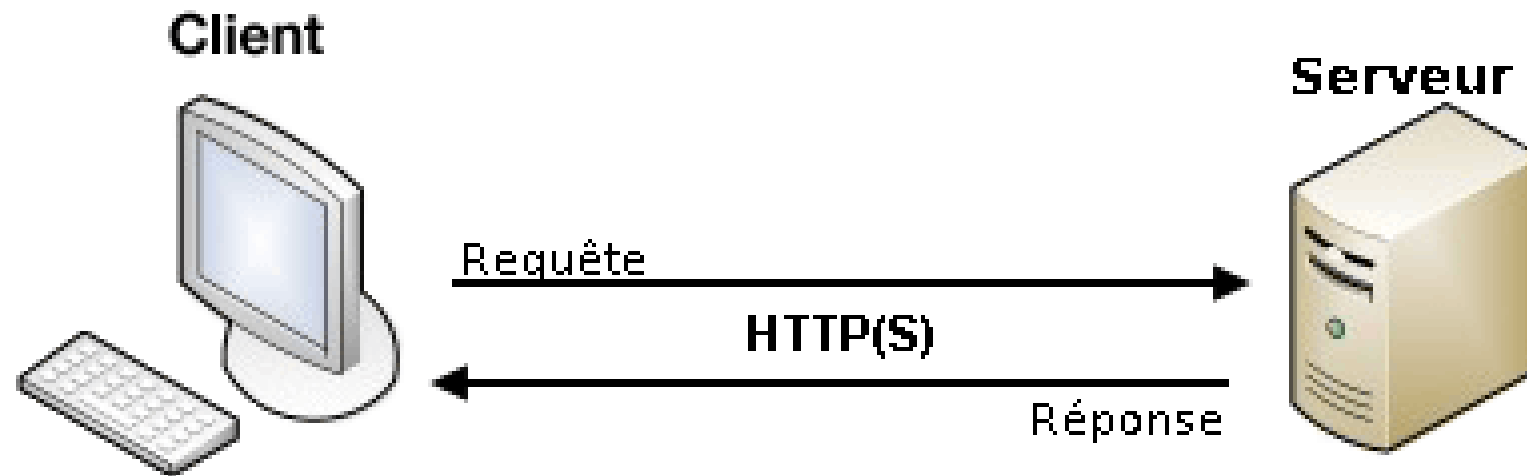 Client
Serveur
Requête
HTTP(S)
Réponse